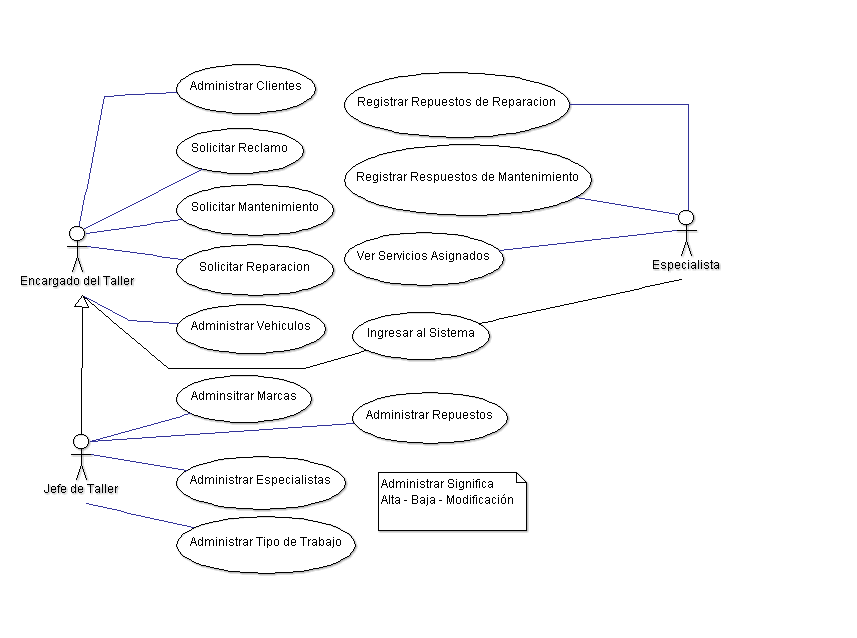 Administrar Clientes
Registrar Repuestos de Reparacion
Solicitar Reclamo
Registrar Respuestos de Mantenimiento
Solicitar Mantenimiento
Ver Servicios Asignados
Especialista
Solicitar Reparacion
Encargado del Taller
Administrar Vehiculos
Ingresar al Sistema
Adminsitrar Marcas
Administrar Repuestos
Administrar Especialistas
Jefe de Taller
Administrar Significa
Alta - Baja - Modificación
Administrar Tipo de Trabajo